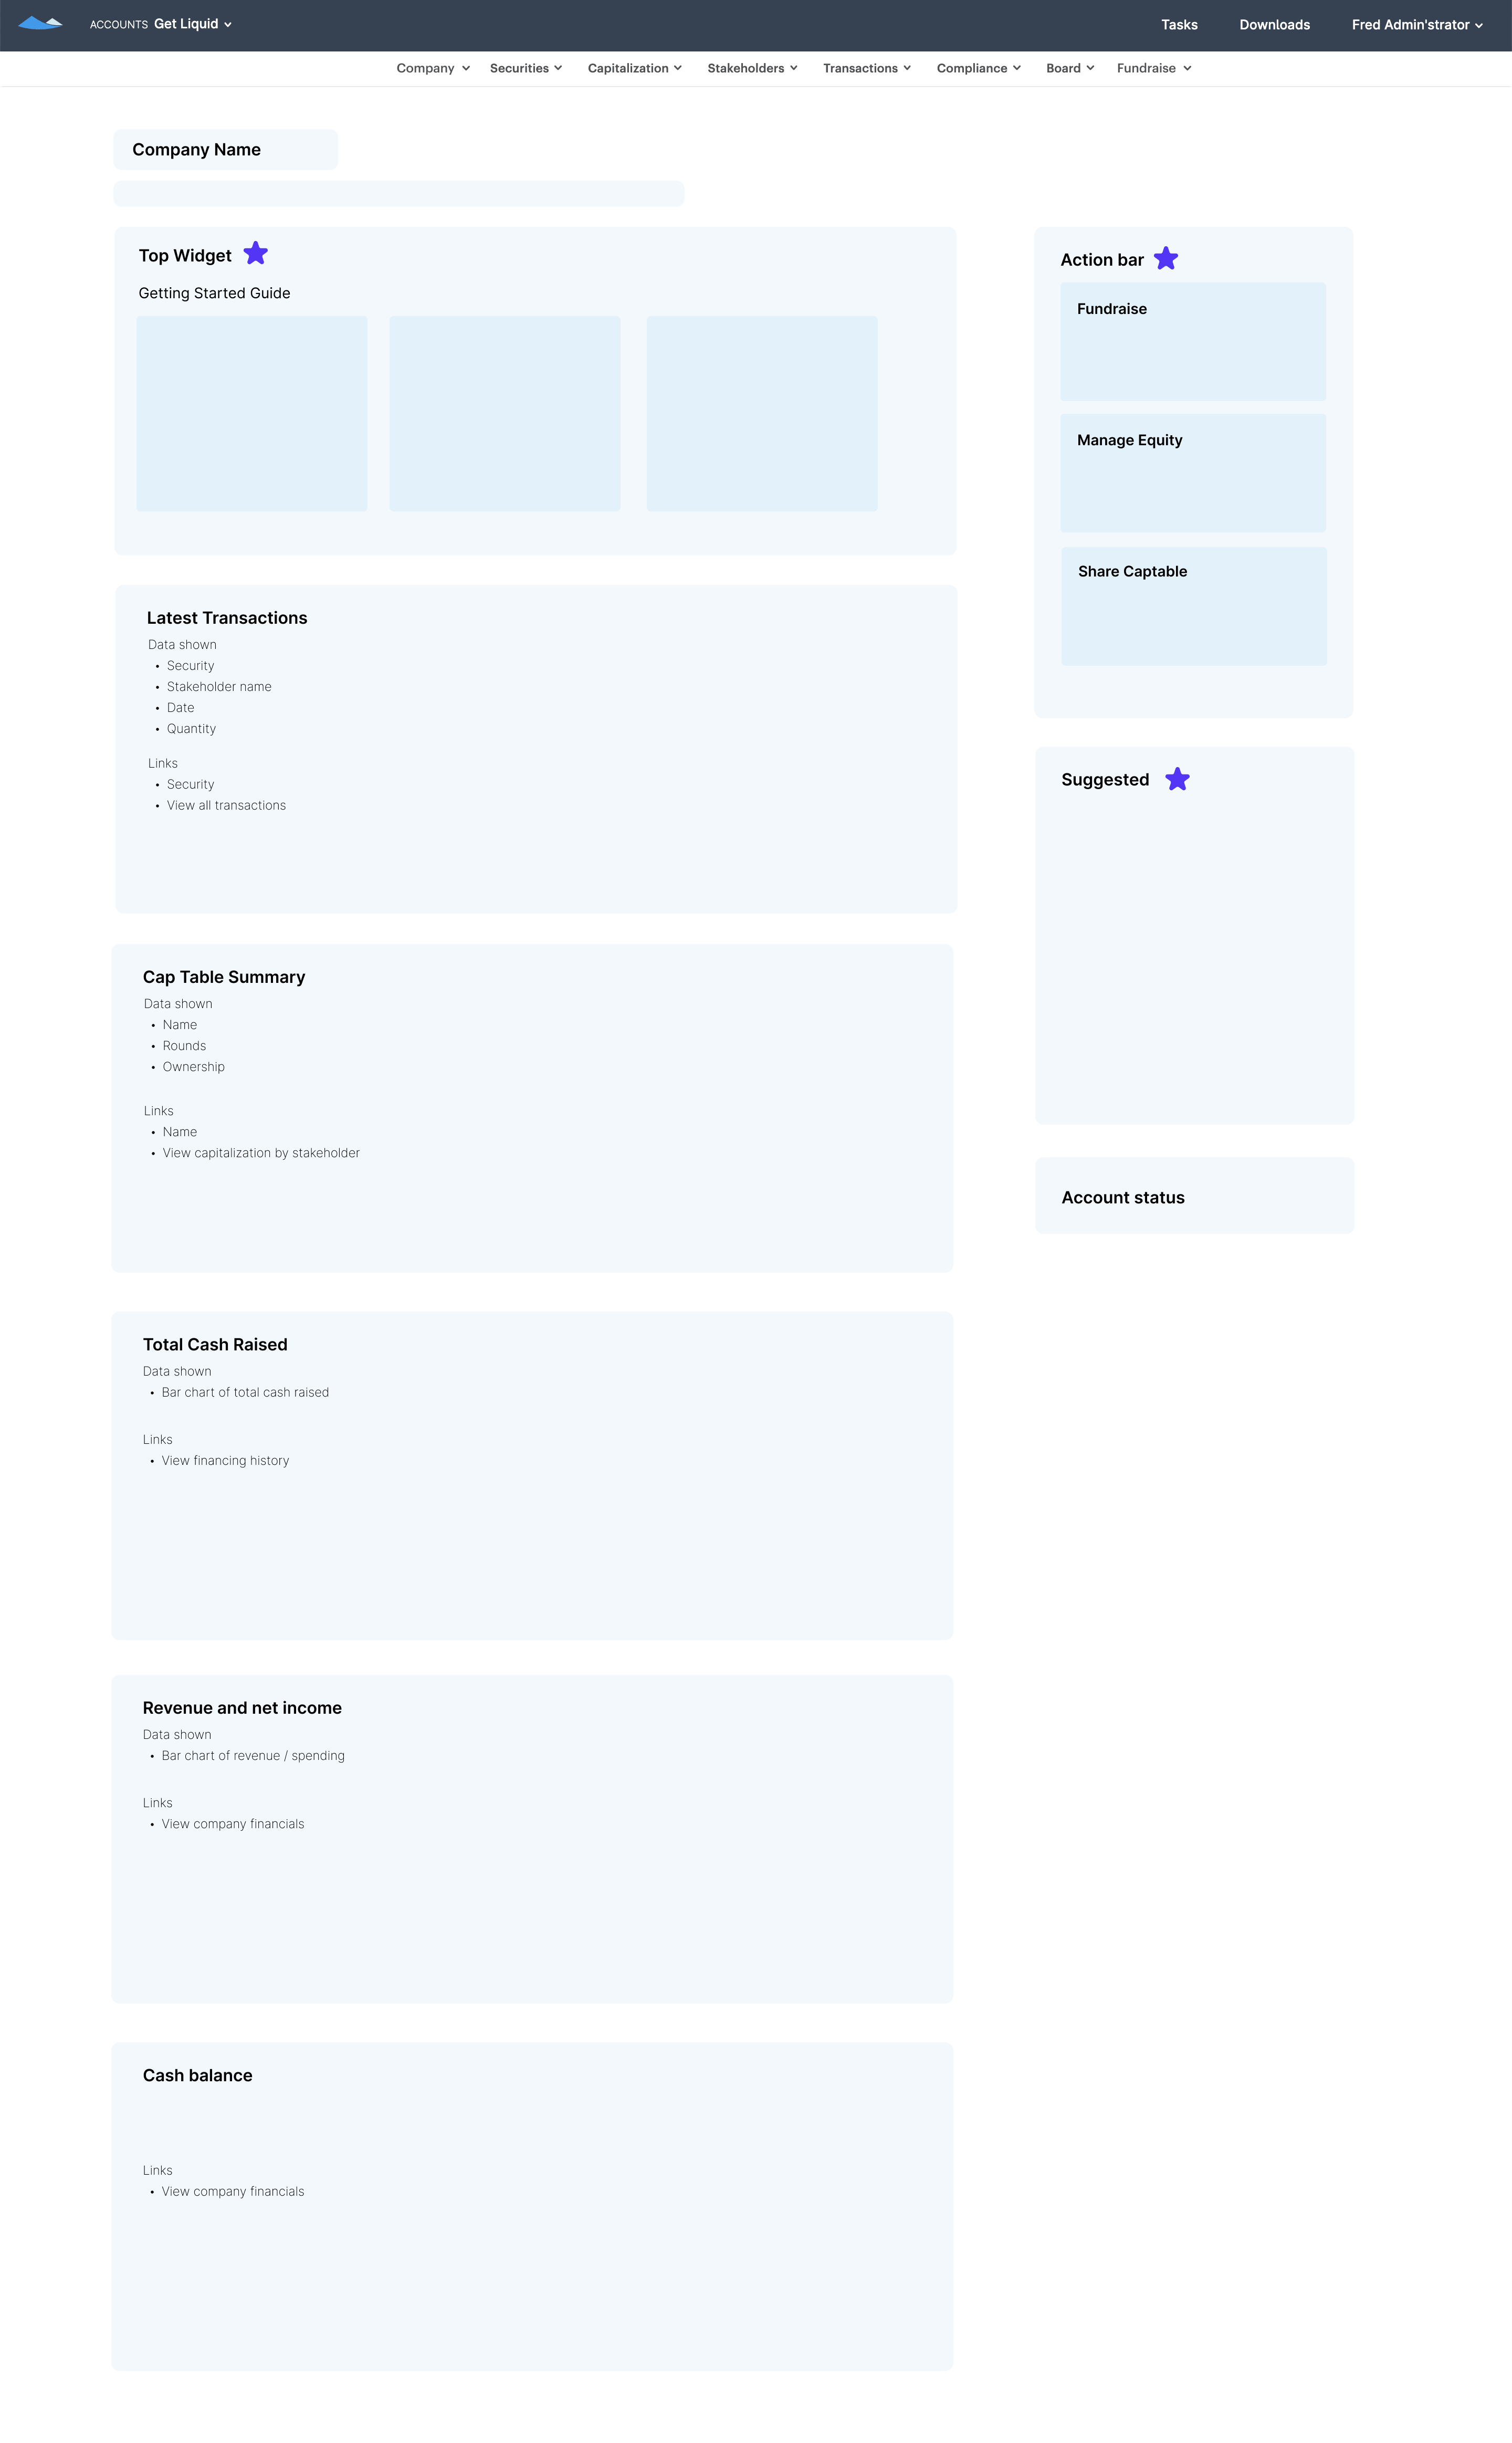 ACCOUNTS Get Liquid
Tasks Downloads Fred Admin'strator
Company Securities Capitalization Stakeholders Transactions Compliance Board Fundraise
Company Name
Top Widget
Getting Started Guide
Latest Transactions
Data shown
• Security
• Stakeholder name
• Date
• Quantity
Links
• Security
• View all transactions
Cap Table Summary
Data shown
• Name
• Rounds
• Ownership
Links
• Name
• View capitalization by stakeholder
Total Cash Raised
Data shown
• Bar chart of total cash raised
Links
• View financing history
Revenue and net income
Data shown
• Bar chart of revenue / spending
Links
• View company financials
Cash balance
Links
• View company financials
Action bar
Fundraise
Manage Equity
Share Captable
Suggested
Account status